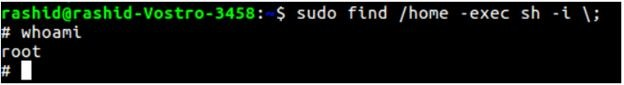 rashid@rashid-Vostro-3458:~$ sudo find /home -exec sh -i \;
# whoami
root
#